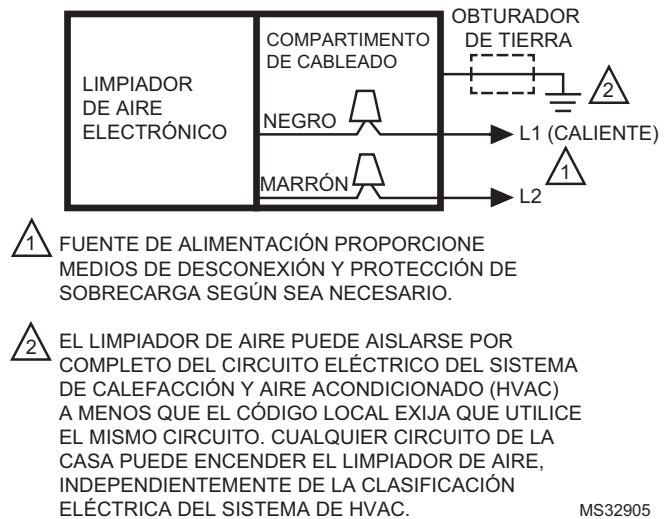 OBTURADOR
DE TIERRA
COMPARTIMENTO
DE CABLEADO
LIMPIADOR
DE AIRE
ELECTRÓNICO
2
NEGRO
L1 (CALIENTE)
1
MARRÓN
L2
1 FUENTE DE ALIMENTACIÓN PROPORCIONE
MEDIOS DE DESCONEXIÓN Y PROTECCIÓN DE
SOBRECARGA SEGÚN SEA NECESARIO.
2 EL LIMPIADOR DE AIRE PUEDE AISLARSE POR
COMPLETO DEL CIRCUITO ELÉCTRICO DEL SISTEMA
DE CALEFACCIÓN Y AIRE ACONDICIONADO (HVAC)
A MENOS QUE EL CÓDIGO LOCAL EXIJA QUE UTILICE
EL MISMO CIRCUITO. CUALQUIER CIRCUITO DE LA
CASA PUEDE ENCENDER EL LIMPIADOR DE AIRE,
INDEPENDIENTEMENTE DE LA CLASIFICACIÓN
ELÉCTRICA DEL SISTEMA DE HVAC.
MS32905